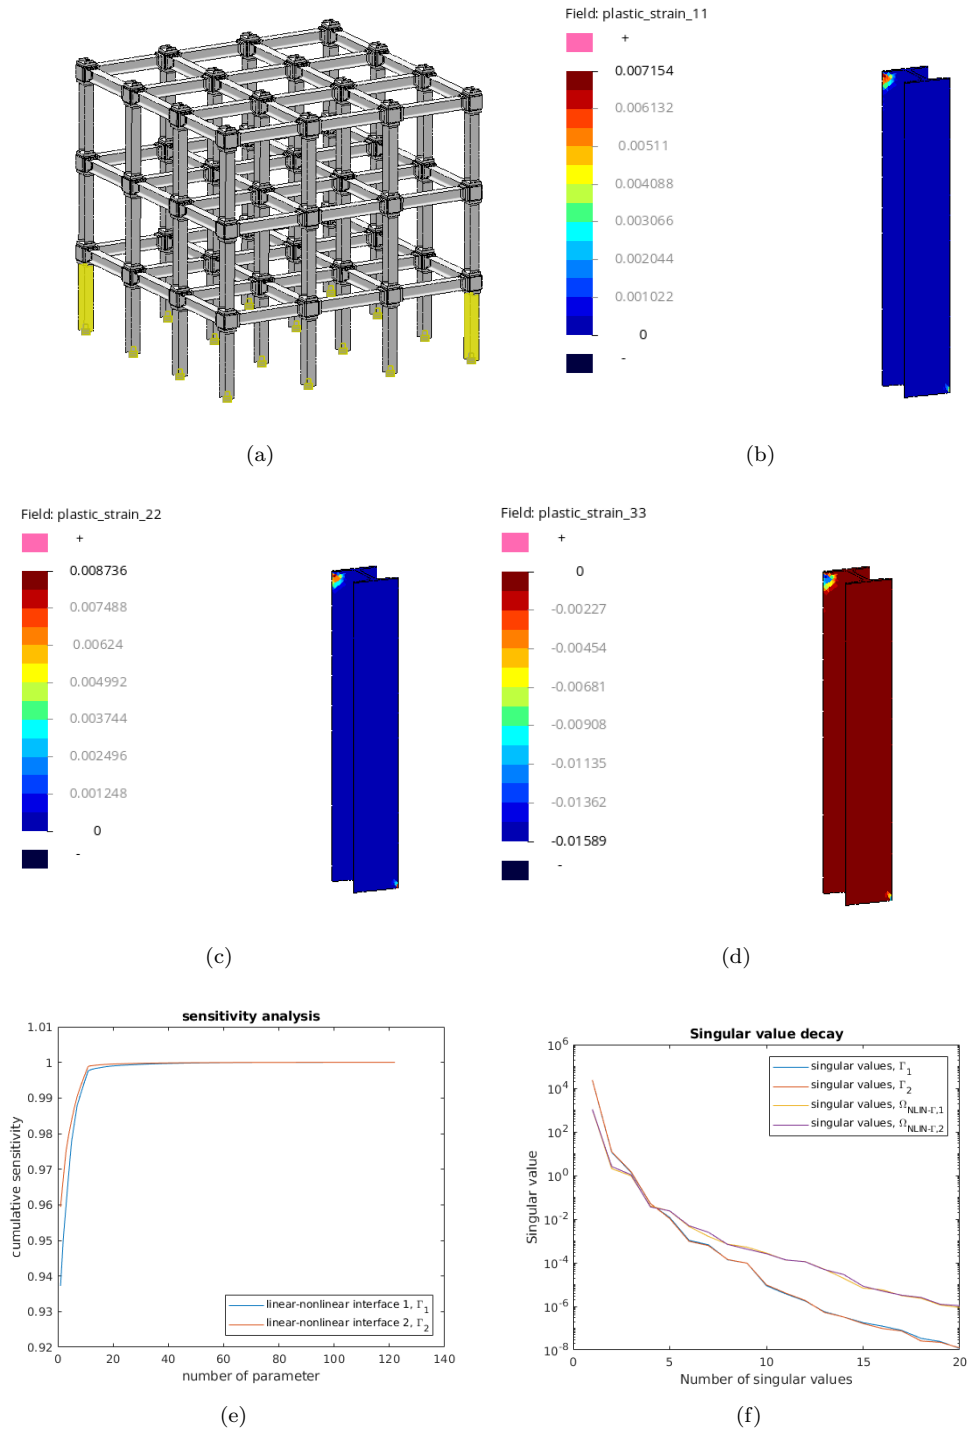 Field: plastic_strain_11
+
0.007154
0.006132
0.00511
0.004088
0.003066
0.002044
0.001022
0
-
(a)
(b)
Field: plastic_strain_22
+
0.008736
0.007488
0.00624
0.004992
0.003744
0.002496
0.001248
0
-
Field: plastic_strain_33
+
0
-0.00227
-0.00454
-0.00681
-0.00908
-0.01135
-0.01362
-0.01589
-
(c)
(d)
sensitivity analysis
1.01
1
0.99
0.98
0.97
0.96
0.95
0.94
0.93
0.92
cumulative sensitivity
linear-nonlinear interface 1, Γ1
linear-nonlinear interface 2, Γ2
0 20 40 60 80 100 120 140
number of parameter
(e)
Singular value decay
10^6
10^4
10^2
10^0
10^-2
10^-4
10^-6
10^-8
Singular value
singular values, Γ1
singular values, Γ2
singular values, ΩNLIN-Γ,1
singular values, ΩNLIN-Γ,2
0 5 10 15 20
Number of singular values
(f)